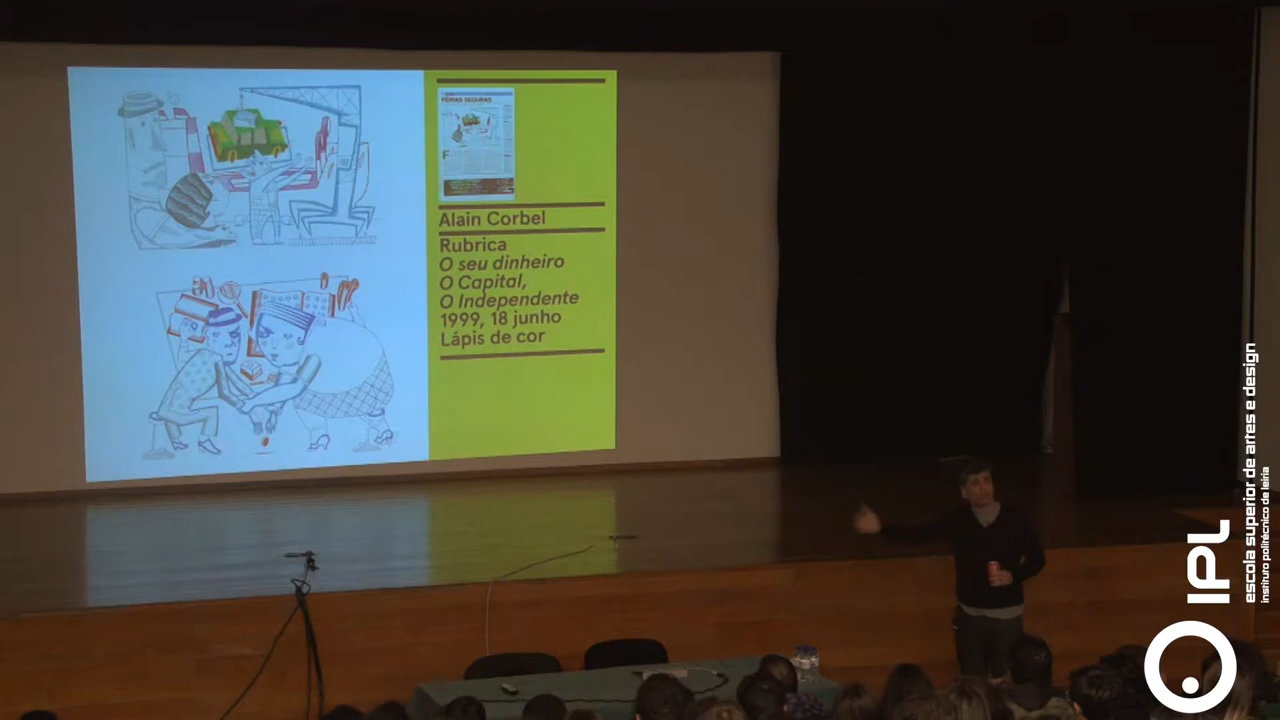 FÉRIAS SEGURAS
Alain Corbel
Rubrica
O seu dinheiro
O Capital,
O Independente
1999, 18 junho
Lápis de cor
IPL
escola superior de artes e design
instituto politécnico de leiria